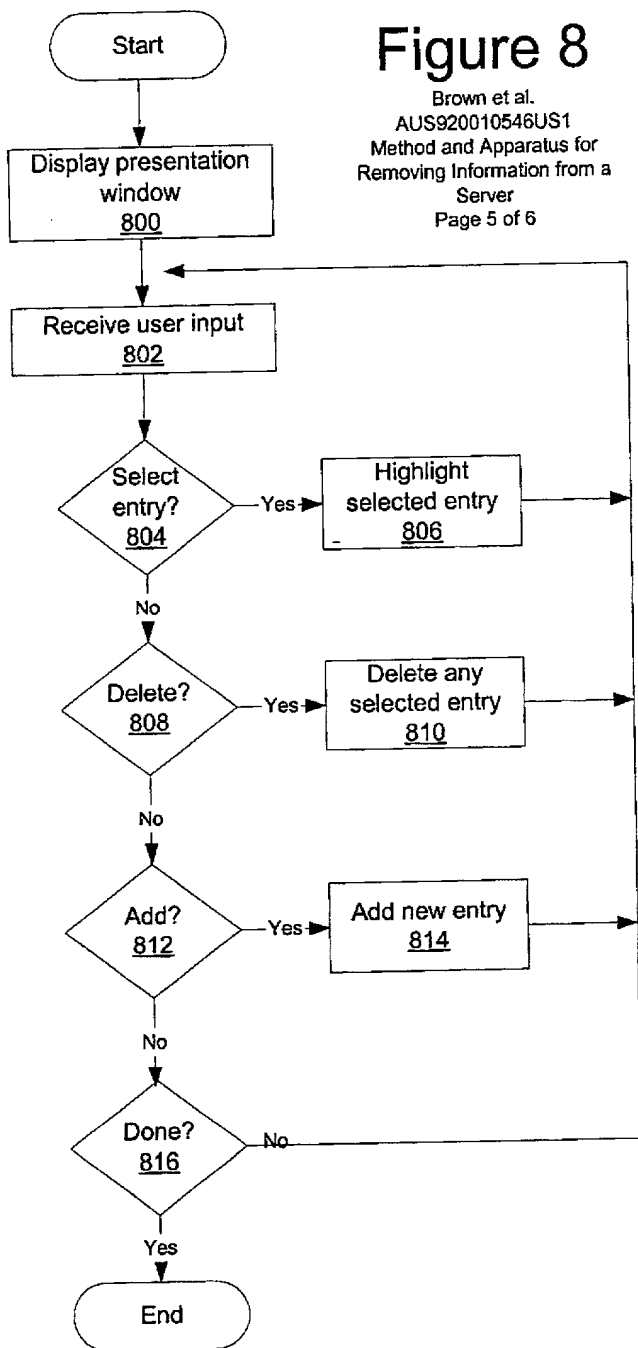 Start
Figure 8
Brown et al.
AUS920010546US1
Method and Apparatus for
Removing Information from a
Server
Page 5 of 6
Display presentation
window
800
Receive user input
802
Select
entry?
804
Yes
Highlight
selected entry
806
No
Delete?
808
Yes
Delete any
selected entry
810
No
Add?
812
Yes
Add new entry
814
No
Done?
816
No
Yes
End